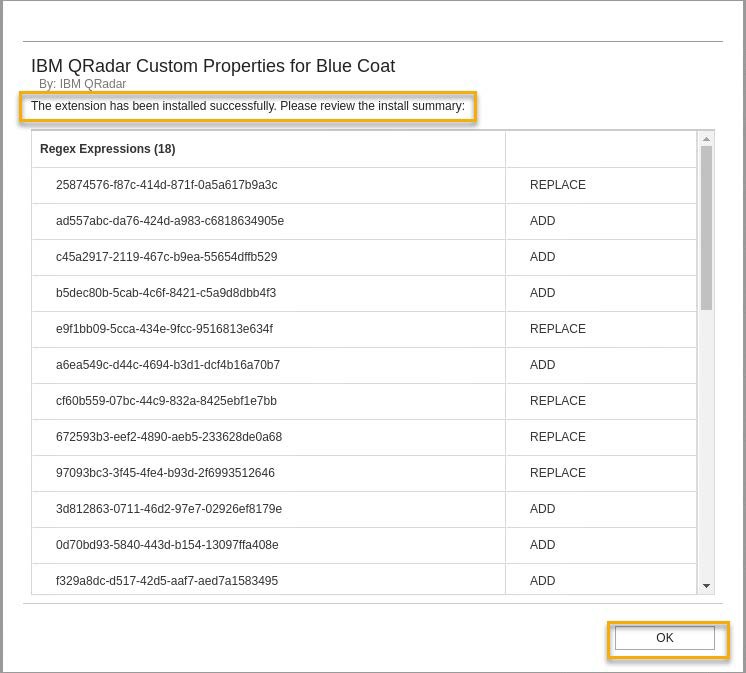 IBM QRadar Custom Properties for Blue Coat
By: IBM QRadar
The extension has been installed successfully. Please review the install summary:
Regex Expressions (18)
25874576-f87c-414d-871f-0a5a617b9a3c REPLACE
ad557abc-da76-424d-a983-c6818634905e ADD
c45a2917-2119-467c-b9ea-55654dffb529 ADD
b5dec80b-5cab-4c6f-8421-c5a9d8dbb4f3 ADD
e9f1bb09-5cca-434e-9fcc-9516813e634f REPLACE
a6ea549c-d44c-4694-b3d1-dcf4b16a70b7 ADD
cf60b559-07bc-44c9-832a-8425ebf1e7bb REPLACE
672593b3-eef2-4890-aeb5-233628de0a68 REPLACE
97093bc3-3f45-4fe4-b93d-2f6993512646 REPLACE
3d812863-0711-46d2-97e7-02926ef8179e ADD
0d70bd93-5840-443d-b154-13097ffa408e ADD
f329a8dc-d517-42d5-aaf7-aed7a1583495 ADD
OK